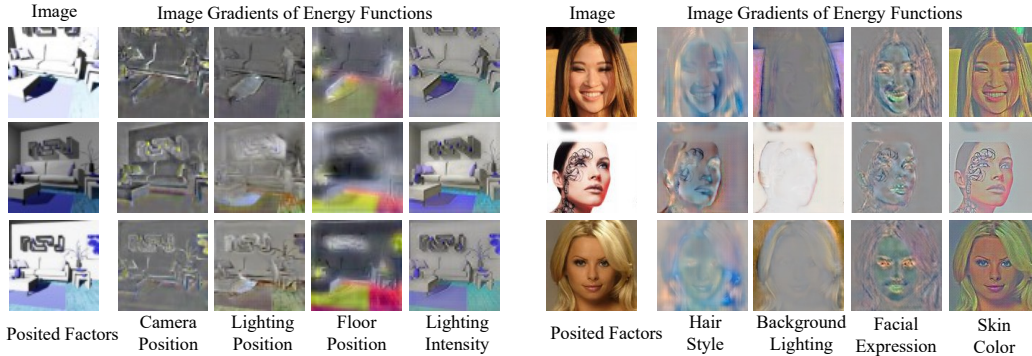 Image
Image Gradients of Energy Functions
Posited Factors
Camera
Position
Lighting
Position
Floor
Position
Lighting
Intensity
Image
Image Gradients of Energy Functions
Posited Factors
Hair
Style
Background
Lighting
Facial
Expression
Skin
Color